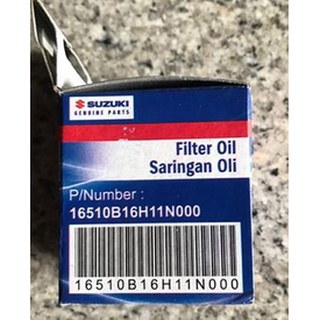 SUZUKI
GENUINE PARTS
Filter Oil
Saringan Oli
P/Number :
16510B16H11N000
16510B16H11N000